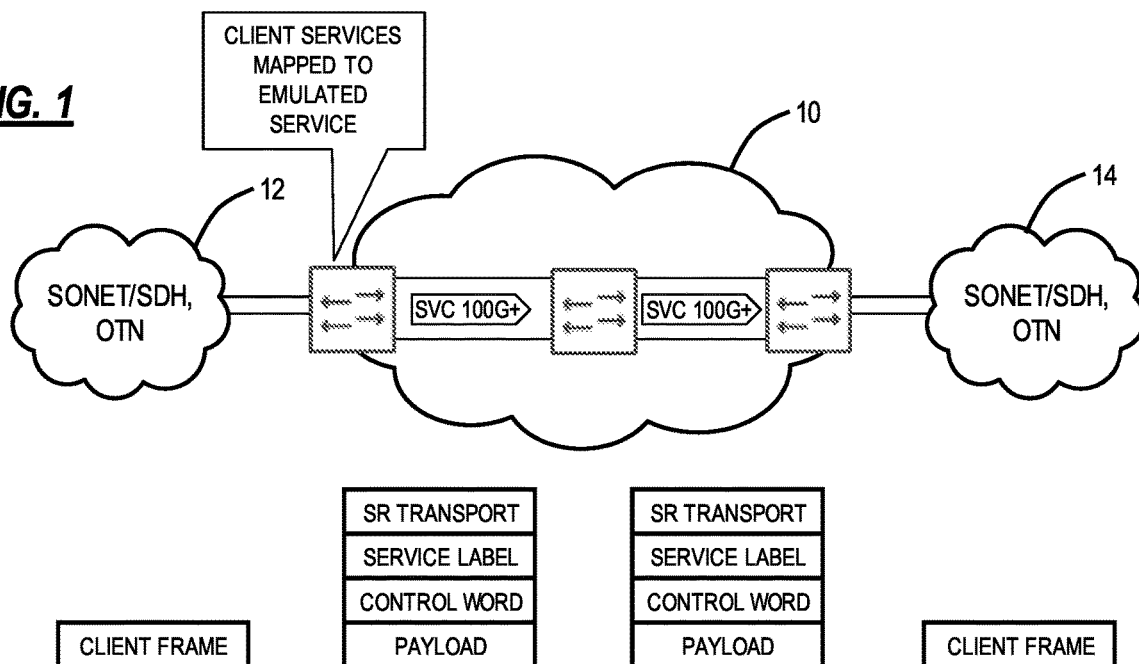 CLIENT SERVICES
MAPPED TO
EMULATED
SERVICE
IG. 1
10
12
14
SONET/SDH,
OTN
SVC 100G+
SVC 100G+
SONET/SDH,
OTN
SR TRANSPORT
SR TRANSPORT
SERVICE LABEL
SERVICE LABEL
CONTROL WORD
CONTROL WORD
CLIENT FRAME
PAYLOAD
PAYLOAD
CLIENT FRAME